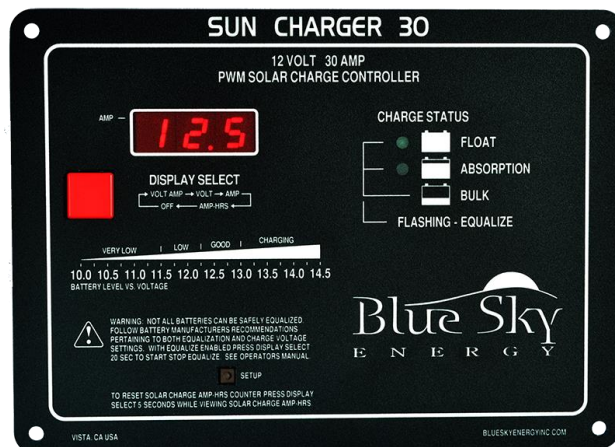 SUN CHARGER 30
12 VOLT 30 AMP
PWM SOLAR CHARGE CONTROLLER
AMP
12.5
CHARGE STATUS
FLOAT
ABSORPTION
BULK
FLASHING - EQUALIZE
DISPLAY SELECT
VOLT AMP VOLT AMP
OFF AMP-HRS
VERY LOW LOW GOOD CHARGING
10.0 10.5 11.0 11.5 12.0 12.5 13.0 13.5 14.0 14.5
BATTERY LEVEL VS. VOLTAGE
WARNING: NOT ALL BATTERIES CAN BE SAFELY EQUALIZED.
FOLLOW BATTERY MANUFACTURERS RECOMMENDATIONS
PERTAINING TO BOTH EQUALIZATION AND CHARGE VOLTAGE
SETTINGS. WITH EQUALIZE ENABLED PRESS DISPLAY SELECT
20 SEC TO START STOP EQUALIZE. SEE OPERATORS MANUAL.
SETUP
TO RESET SOLAR CHARGE AMP-HRS COUNTER PRESS DISPLAY
SELECT 5 SECONDS WHILE VIEWING SOLAR CHARGE AMP-HRS
Blue Sky
ENERGY
VISTA, CA USA
BLUESKYENERGYINC.COM